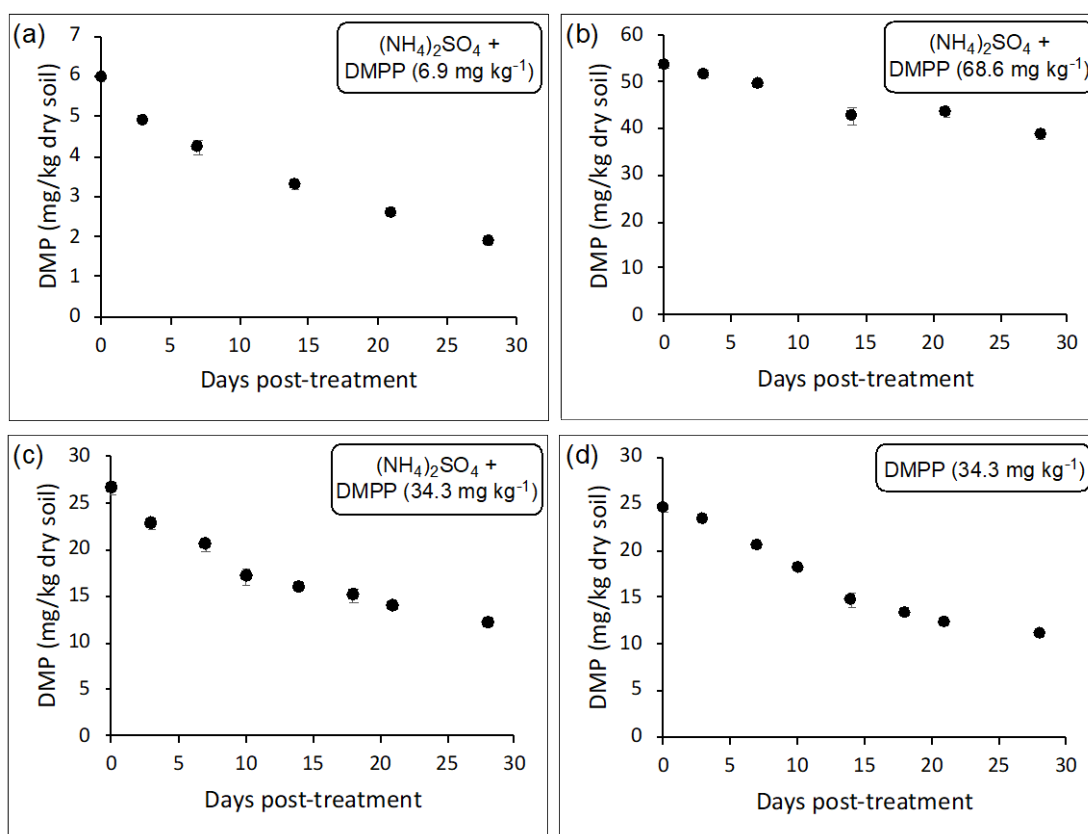 (a)
(NH₄)₂SO₄ +
DMPP (6.9 mg kg⁻¹)
DMP (mg/kg dry soil)
7
6
5
4
3
2
1
0
0 5 10 15 20 25 30
Days post-treatment
(b)
(NH₄)₂SO₄ +
DMPP (68.6 mg kg⁻¹)
DMP (mg/kg dry soil)
60
50
40
30
20
10
0
0 5 10 15 20 25 30
Days post-treatment
(c)
(NH₄)₂SO₄ +
DMPP (34.3 mg kg⁻¹)
DMP (mg/kg dry soil)
30
25
20
15
10
5
0
0 5 10 15 20 25 30
Days post-treatment
(d)
DMPP (34.3 mg kg⁻¹)
DMP (mg/kg dry soil)
30
25
20
15
10
5
0
0 5 10 15 20 25 30
Days post-treatment